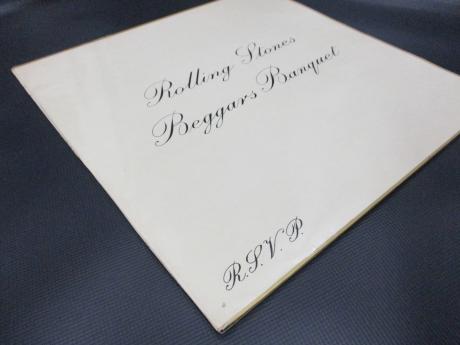 Rolling Stones
Beggars Banquet
R.S.V.P.